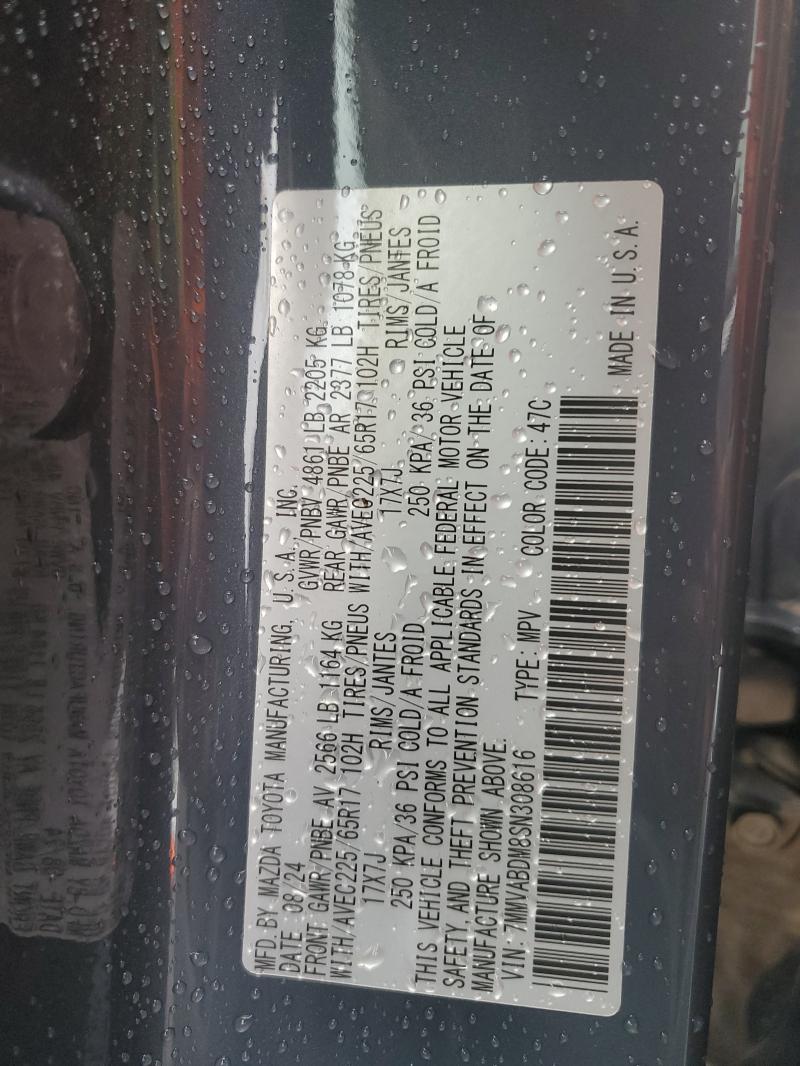 MFD. BY MAZDA TOYOTA MANUFACTURING, U.S.A., INC.
DATE 08/24 GVWR/PNBV 4861 LB 2205 KG
FRONT GAWR/PNBE AV 2566 LB 1164 KG REAR GAWR/PNBE AR 2377 LB 1078 KG
WITH/AVEC225/65R17 102H TIRES/PNEUS WITH/AVEC225/65R17 102H TIRES/PNEUS
17X7J RIMS/JANTES 17X7J RIMS/JANTES
250 KPA/36 PSI COLD/A FROID 250 KPA/ 36 PSI COLD/A FROID
THIS VEHICLE CONFORMS TO ALL APPLICABLE FEDERAL MOTOR VEHICLE
SAFETY, AND THEFT PREVENTION STANDARDS IN EFFECT ON THE DATE OF
MANUFACTURE SHOWN ABOVE.
VIN: 7MMVABDM8SN308616 TYPE: MPV COLOR CODE: 47C
MADE IN U.S.A.